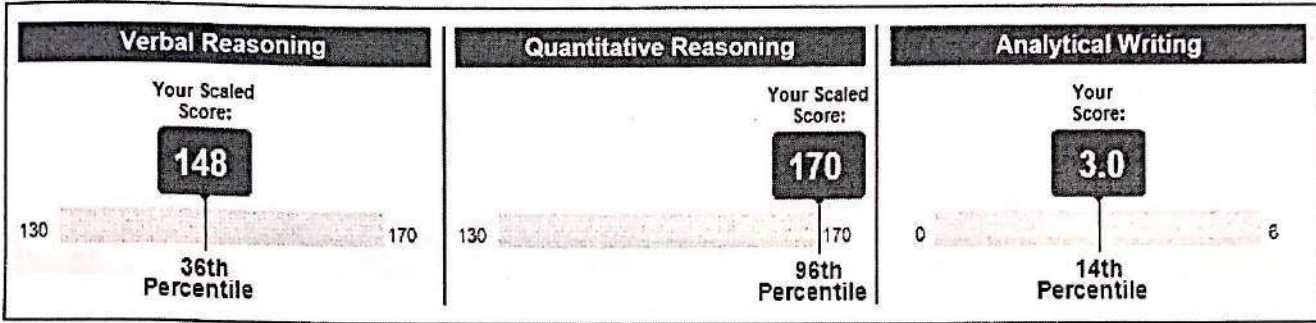 Verbal Reasoning
Your Scaled
Score:
148
130
170
36th
Percentile
Quantitative Reasoning
Your Scaled
Score:
170
130
170
96th
Percentile
Analytical Writing
Your
Score:
3.0
0
6
14th
Percentile